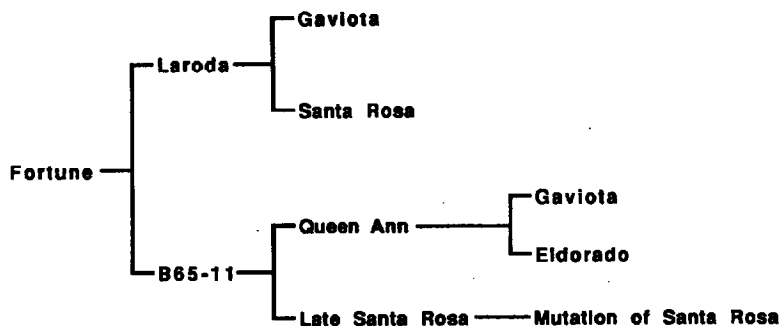 Gaviota
Laroda
Santa Rosa
Fortune
Gaviota
Queen Ann
Eldorado
B65-11
Late Santa Rosa
Mutation of Santa Rosa